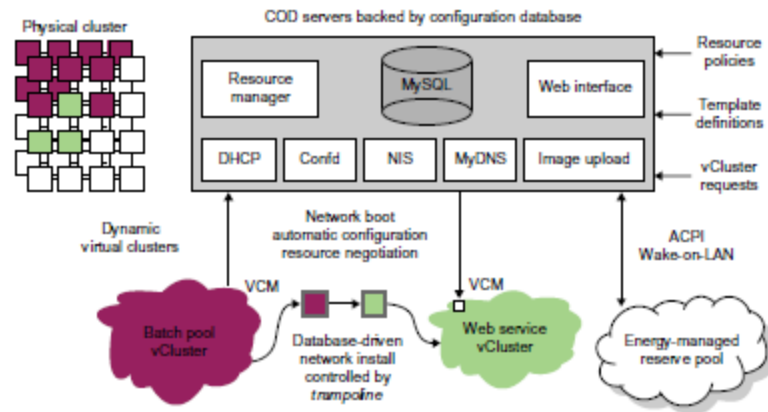 COD servers backed by configuration database
Physical cluster
Resource
manager
MySQL
Web interface
DHCP
Confd
NIS
MyDNS
Image upload
Resource
policies
Template
definitions
vCluster
requests
Dynamic
virtual clusters
Network boot
automatic configuration
resource negotiation
ACPI
Wake-on-LAN
VCM
VCM
Batch pool
vCluster
Database-driven
network install
controlled by
trampoline
Web service
vCluster
Energy-managed
reserve pool